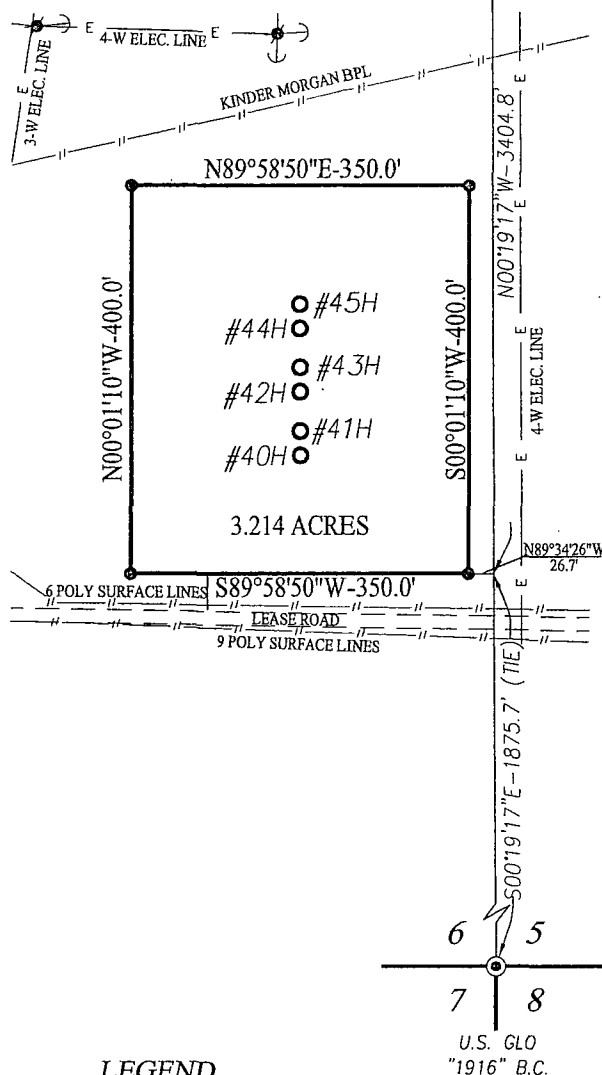 E 4-W ELEC. LINE E
3-W ELEC. LINE
E
KINDER MORGAN BPL
E
N00°19'17"W-3404.8'
E
N89°58'50"E-350.0'
N00°01'10"W-400.0'
S00°01'10"W-400.0'
#45H
#44H
#43H
#42H
#41H
#40H
E
4-W ELEC. LINE
E
3.214 ACRES
N89°34'26"W
26.7'
E
6 POLY SURFACE LINES
S89°58'50"W-350.0'
LEASE ROAD
9 POLY SURFACE LINES
S00°19'17"E-1875.7' (TIE)
6 5
7 8
U.S. GLO
"1916" B.C.
LEGEND